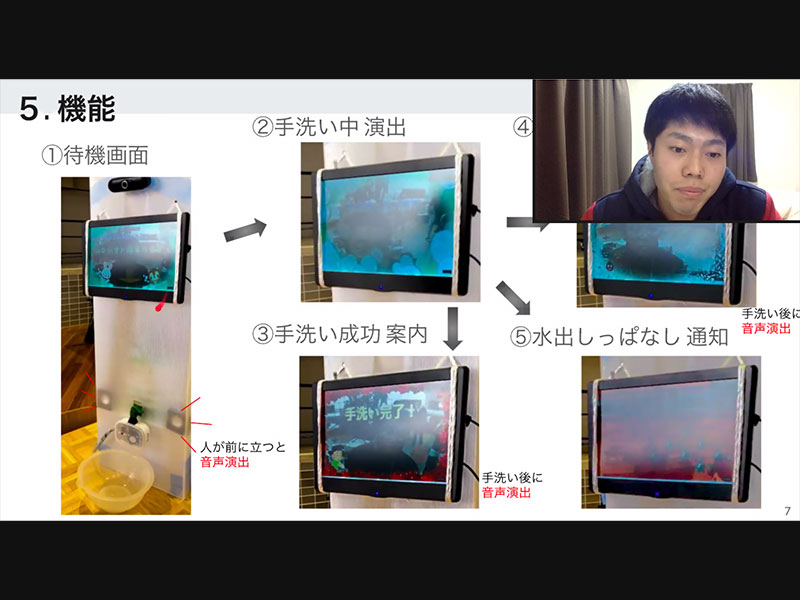 5. 機能
①待機画面
②手洗い中 演出
④
人が前に立つと
音声演出
③手洗い成功 案内
手洗い完了!
手洗い後に
音声演出
手洗い後に
音声演出
⑤水出しっぱなし 通知
7